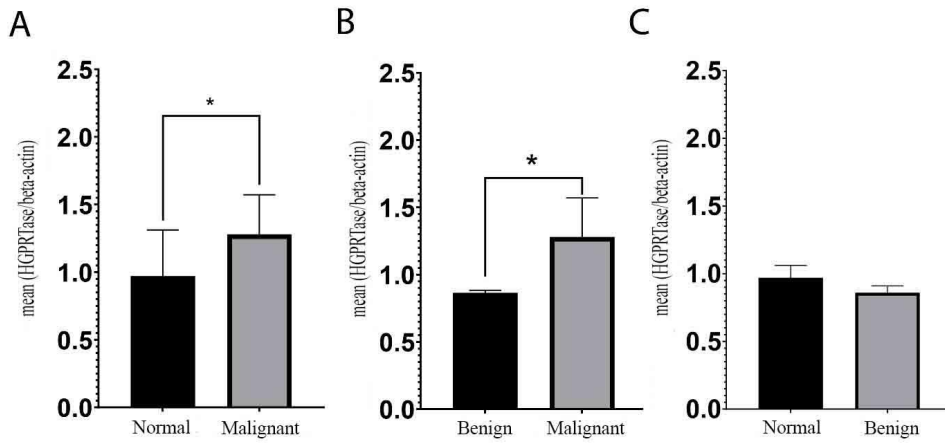 A
mean (HGPRTase/beta-actin)
2.5
2.0
1.5
1.0
0.5
0.0
*
Normal Malignant
B
mean (HGPRTase/beta-actin)
2.5
2.0
1.5
1.0
0.5
0.0
*
Benign Malignant
C
mean (HGPRTase/beta-actin)
2.5
2.0
1.5
1.0
0.5
0.0
Normal Benign